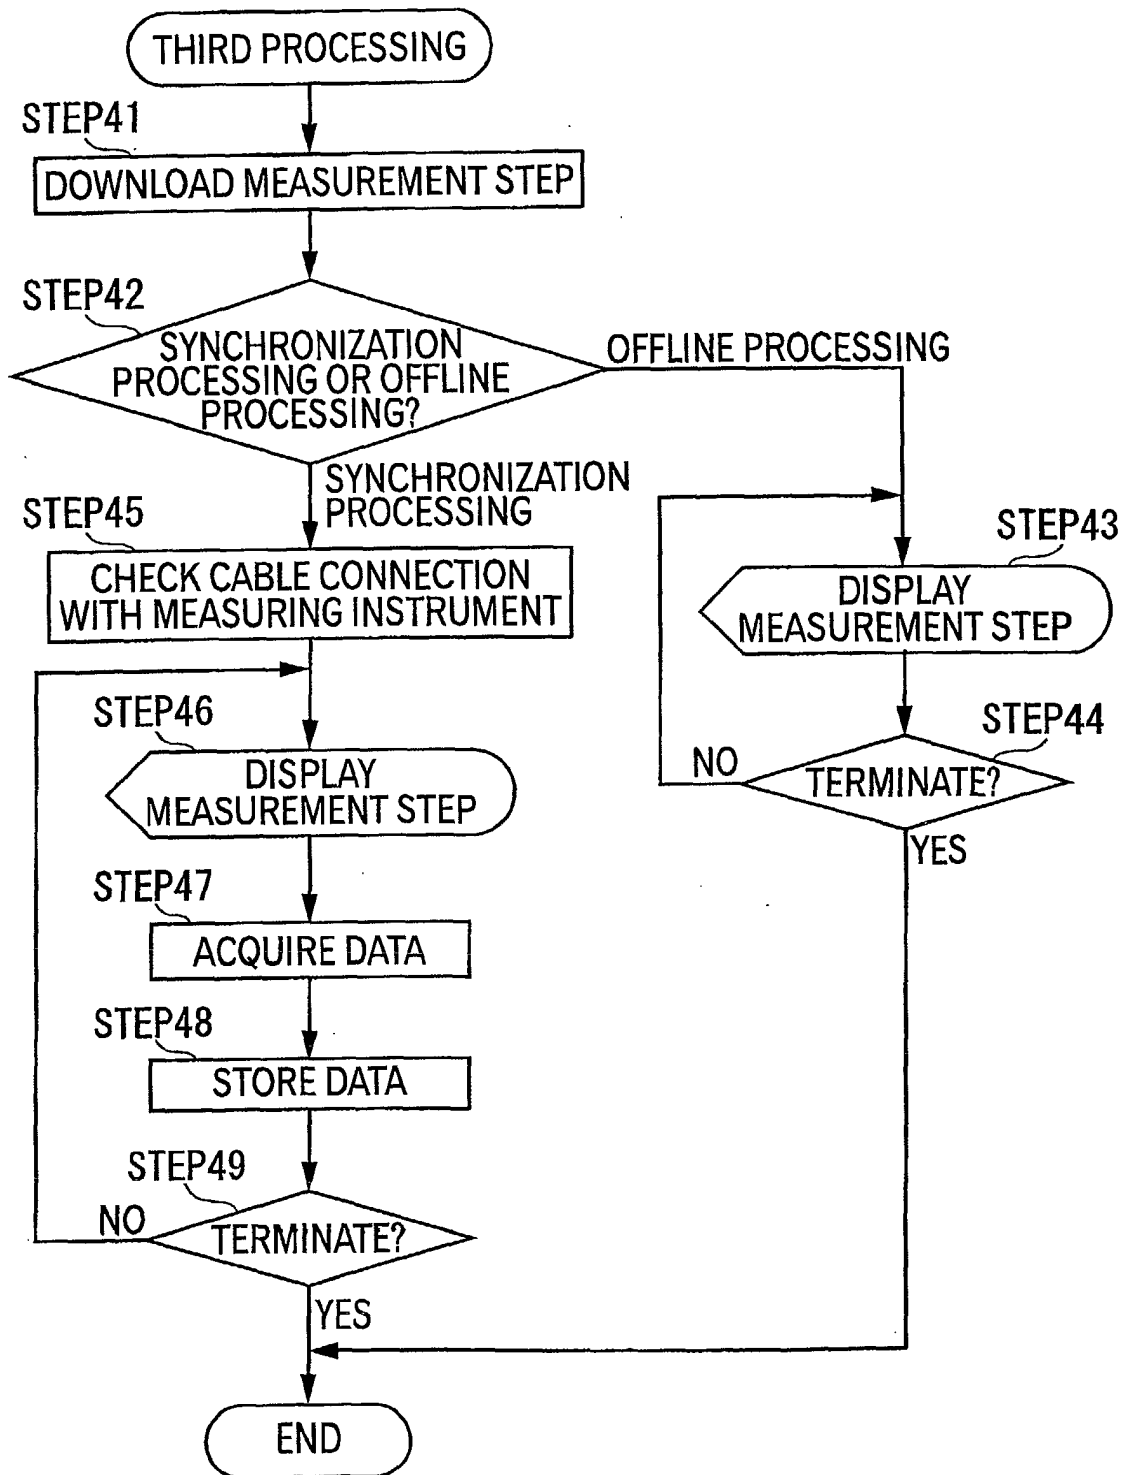 THIRD PROCESSING
STEP41
DOWNLOAD MEASUREMENT STEP
STEP42
SYNCHRONIZATION
PROCESSING OR OFFLINE
PROCESSING?
OFFLINE PROCESSING
SYNCHRONIZATION
PROCESSING
STEP45
CHECK CABLE CONNECTION
WITH MEASURING INSTRUMENT
STEP43
DISPLAY
MEASUREMENT STEP
STEP44
TERMINATE?
NO
YES
STEP46
DISPLAY
MEASUREMENT STEP
STEP47
ACQUIRE DATA
STEP48
STORE DATA
STEP49
TERMINATE?
NO
YES
END